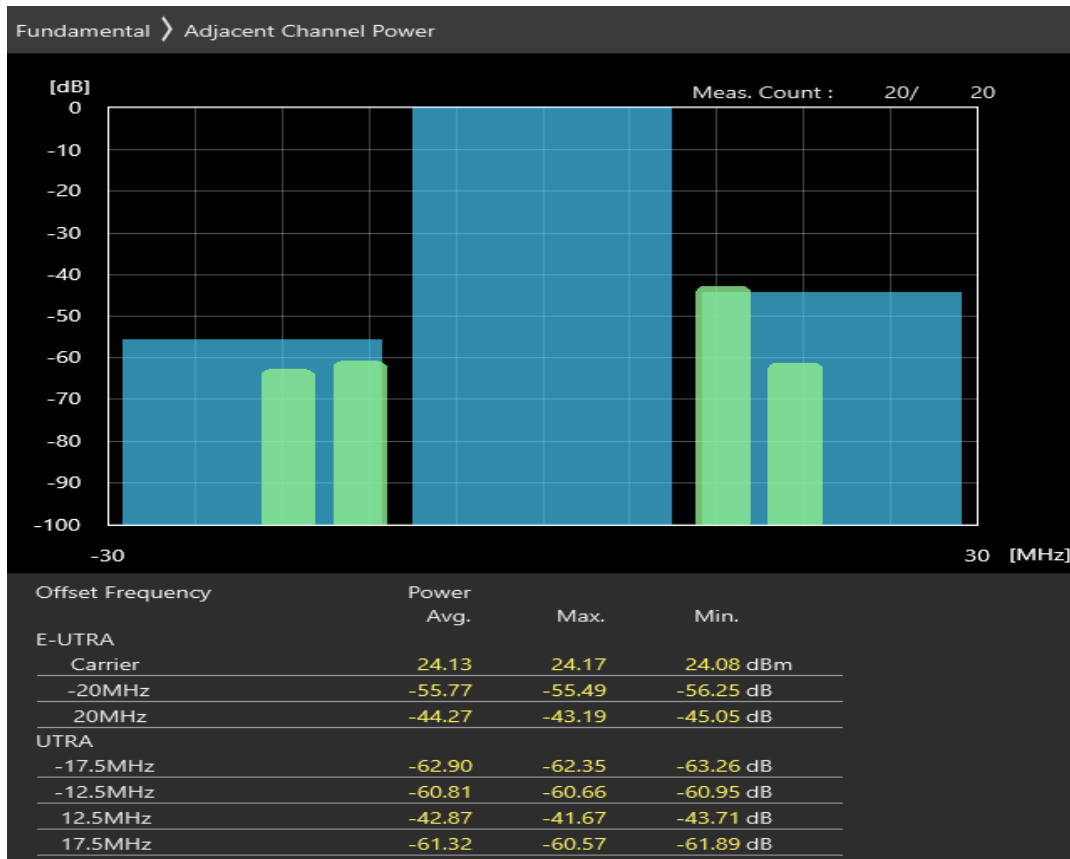 Fundamental 〉 Adjacent Channel Power
[dB]
Meas. Count : 20/ 20
0
-10
-20
-30
-40
-50
-60
-70
-80
-90
-100
-30 30 [MHz]
Offset Frequency Power
Avg. Max. Min.
E-UTRA
Carrier 24.13 24.17 24.08 dBm
-20MHz -55.77 -55.49 -56.25 dB
20MHz -44.27 -43.19 -45.05 dB
UTRA
-17.5MHz -62.90 -62.35 -63.26 dB
-12.5MHz -60.81 -60.66 -60.95 dB
12.5MHz -42.87 -41.67 -43.71 dB
17.5MHz -61.32 -60.57 -61.89 dB